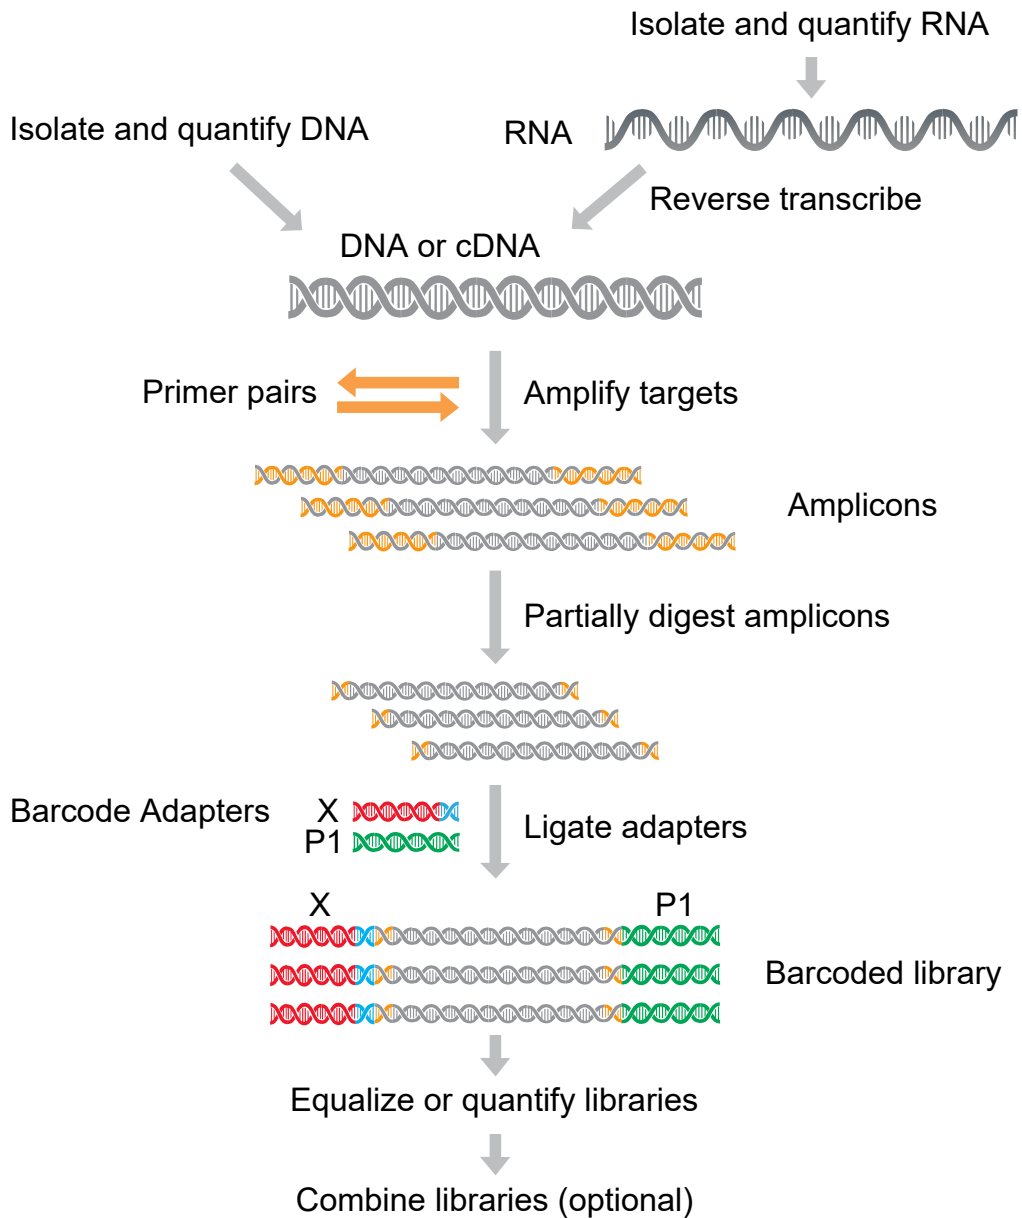 Isolate and quantify RNA
Isolate and quantify DNA
RNA
Reverse transcribe
DNA or cDNA
Primer pairs
Amplify targets
Amplicons
Partially digest amplicons
Barcode Adapters
X
P1
Ligate adapters
X
P1
Barcoded library
Equalize or quantify libraries
Combine libraries (optional)